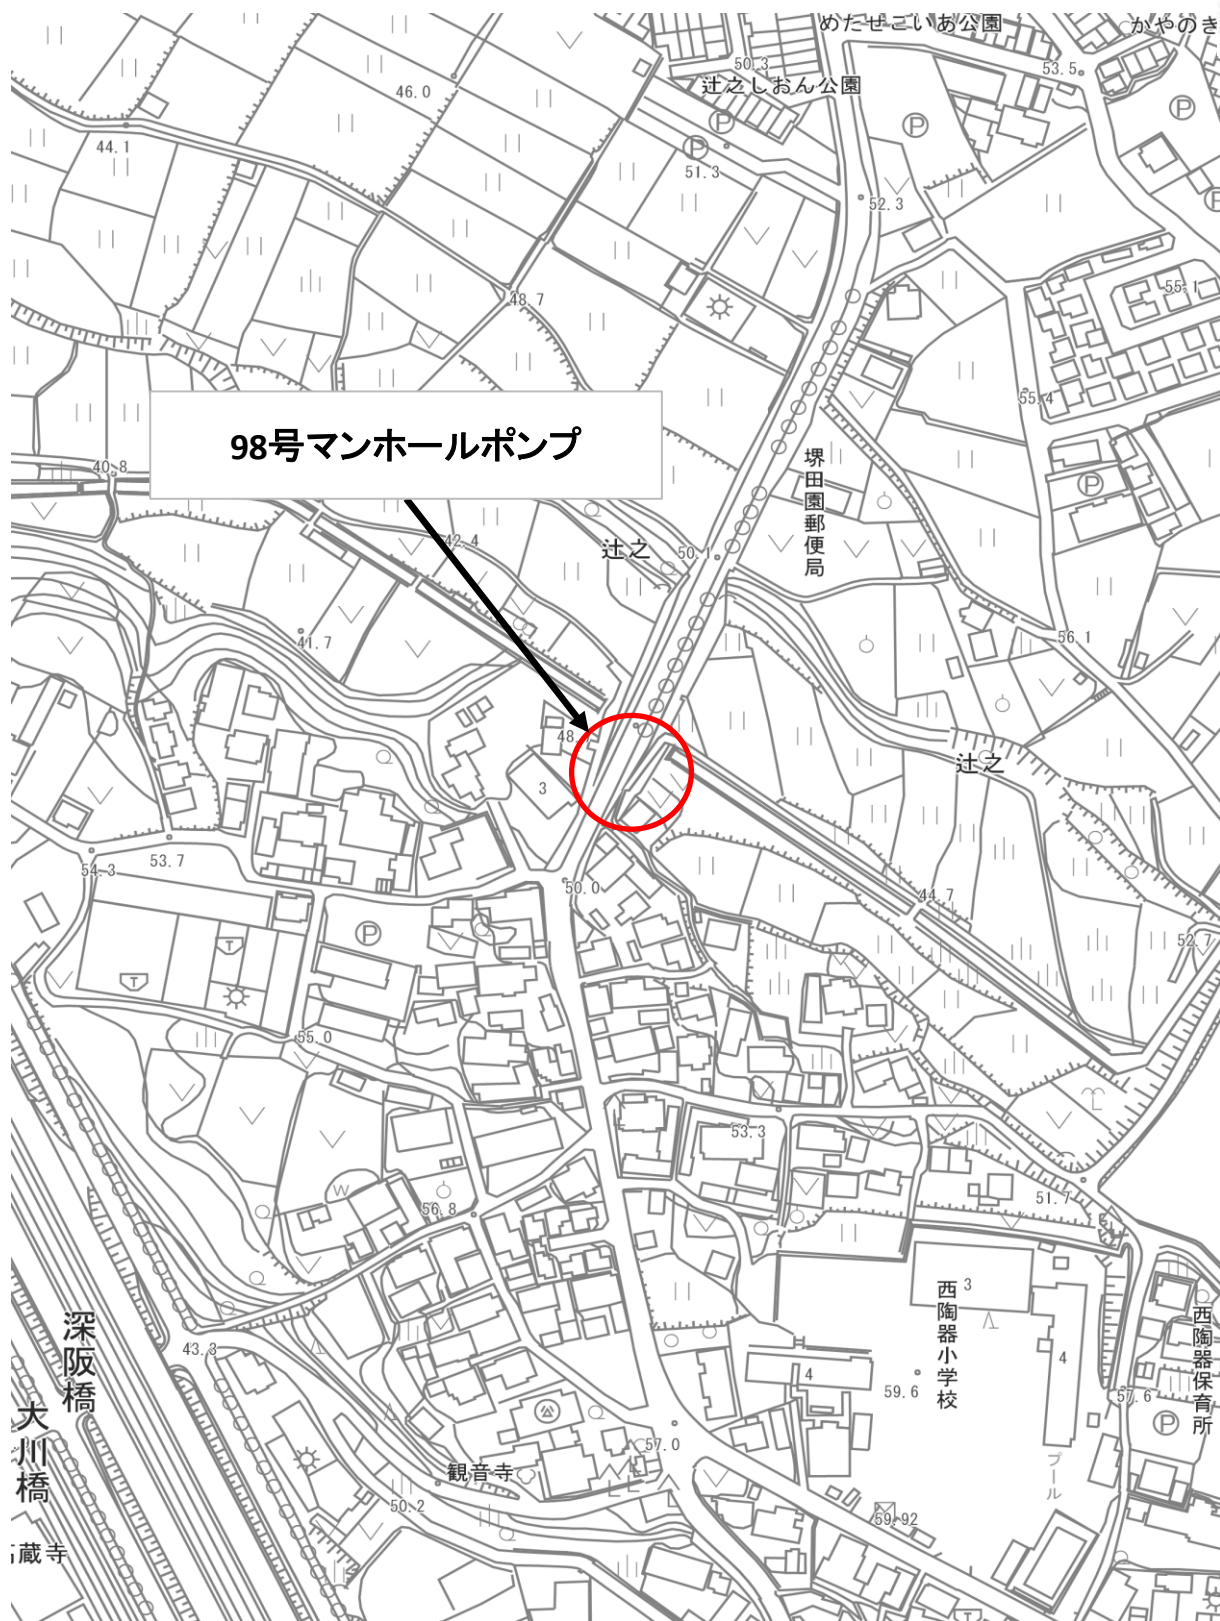 めたせこいあ公園
かやのき
50.3
53.5
辻之しおん公園
46.0
P
P
P
44.1
P
51.3
52.3
P
55.1
48.7
55.4
98号マンホールポンプ
堺田園郵便局
40.8
P
42.4
辻之
50.1
41.7
56.1
48.
辻之
3
53.7
54.3
50.0
44.7
P
52.7
T
T
55.0
53.3
W
56.8
51.7
深阪橋
43.3
西陶器小学校
3
西陶器保育所
4
4
59.6
57.6
大川橋
P
57.0
観音寺
プール
50.2
59.92
蔵寺